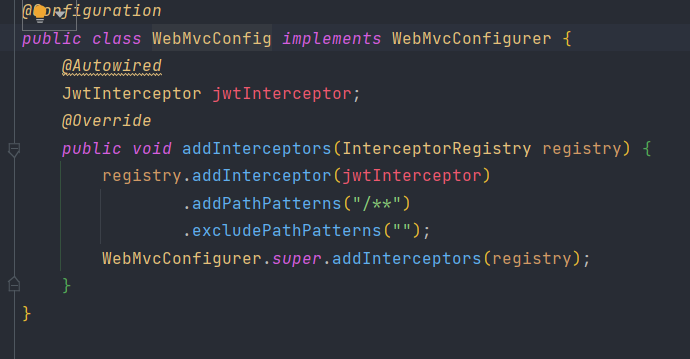 @Configuration
public class WebMvcConfig implements WebMvcConfigurer {
@Autowired
JwtInterceptor jwtInterceptor;
@Override
public void addInterceptors(InterceptorRegistry registry) {
registry.addInterceptor(jwtInterceptor)
.addPathPatterns("/**")
.excludePathPatterns("");
WebMvcConfigurer.super.addInterceptors(registry);
}
}